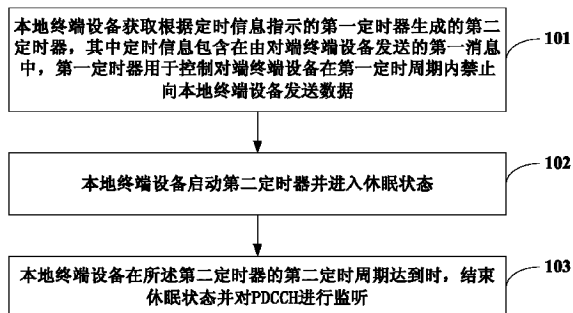 本地终端设备获取根据定时信息指示的第一定时器生成的第二
定时器，其中定时信息包含在由对端终端设备发送的第一消息
中，第一定时器用于控制对端终端设备在第一定时周期内禁止
向本地终端设备发送数据
101
本地终端设备启动第二定时器并进入休眠状态
102
本地终端设备在所述第二定时器的第二定时周期达到时，结束
休眠状态并对PDCCH进行监听
103